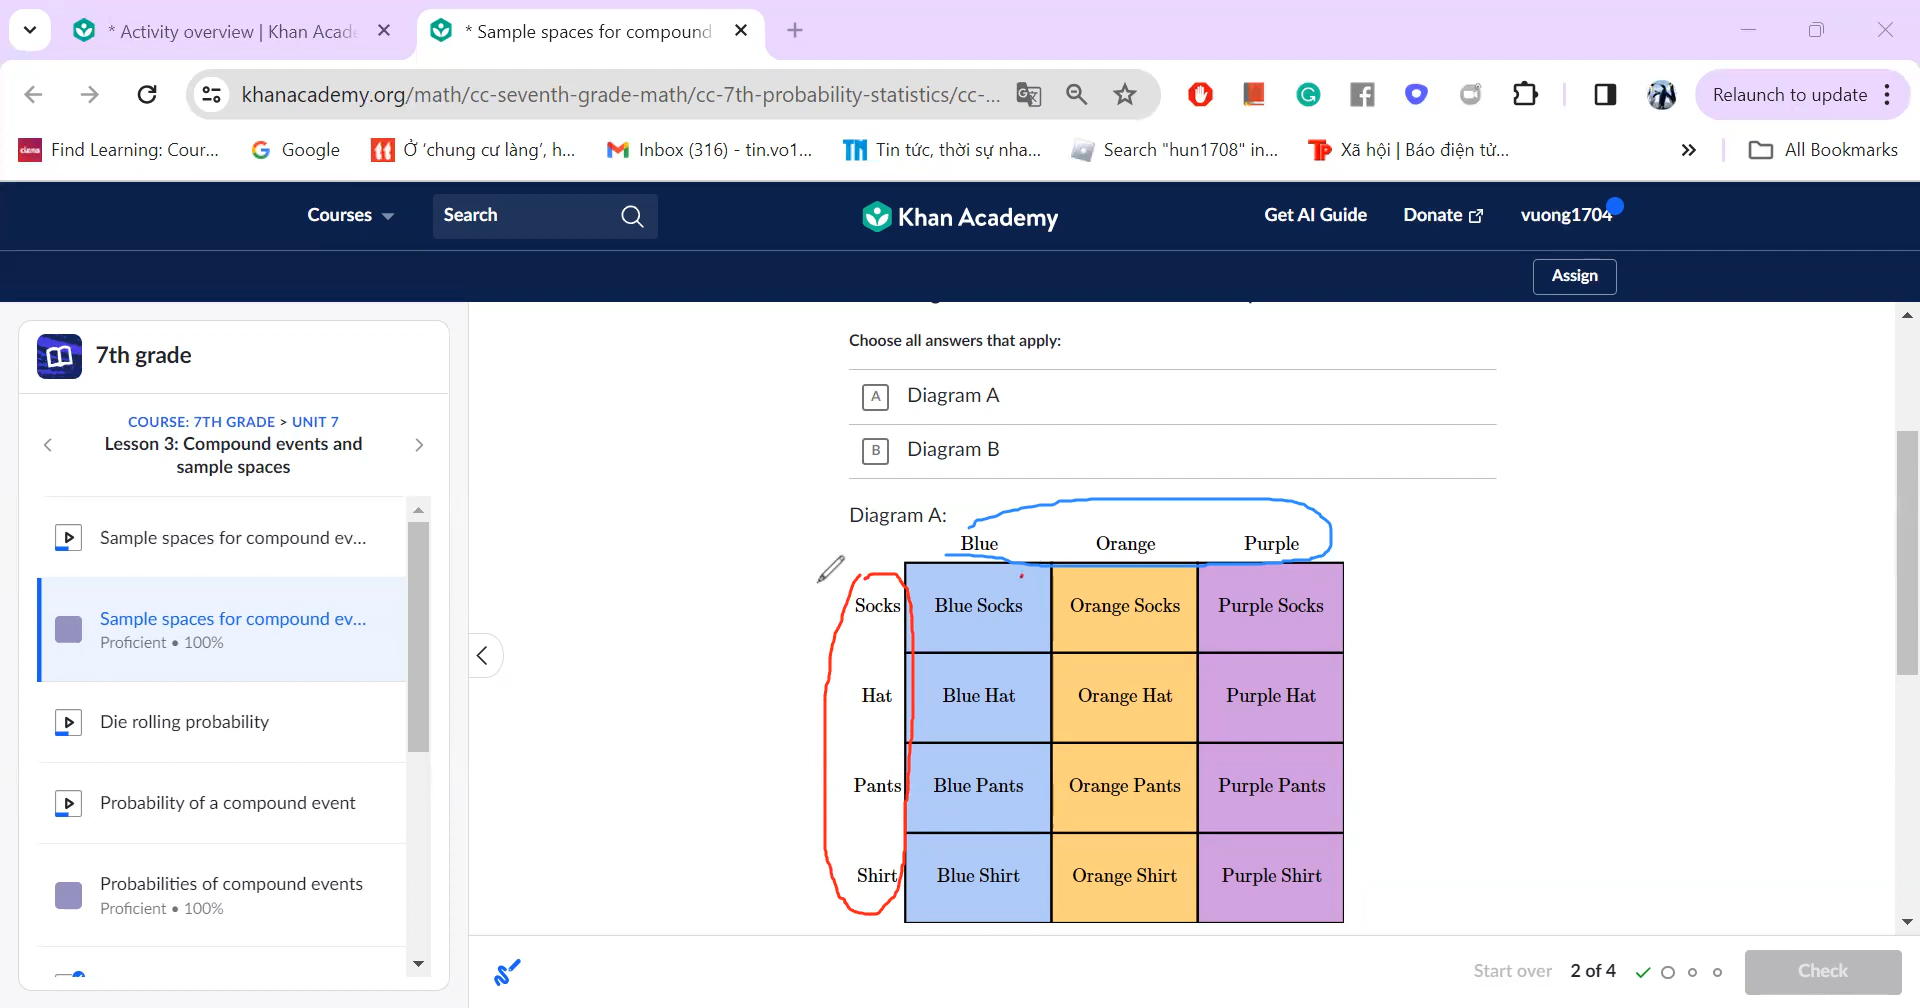 * Activity overview | Khan Acade
* Sample spaces for compound
khanacademy.org/math/cc-seventh-grade-math/cc-7th-probability-statistics/cc-...
Relaunch to update
Find Learning: Cour...
Google
Ở 'chung cư làng', h...
Inbox (316) - tin.vo1...
Tin tức, thời sự nha...
Search "hun1708" in...
Xã hội | Báo điện tử...
All Bookmarks
Courses
Search
Khan Academy
Get AI Guide
Donate
vuong1704
Assign
7th grade
COURSE: 7TH GRADE > UNIT 7
Lesson 3: Compound events and
sample spaces
Sample spaces for compound ev...
Sample spaces for compound ev...
Proficient • 100%
Die rolling probability
Probability of a compound event
Probabilities of compound events
Proficient • 100%
Choose all answers that apply:
A Diagram A
B Diagram B
Diagram A:
Blue Orange Purple
Socks Blue Socks Orange Socks Purple Socks
Hat Blue Hat Orange Hat Purple Hat
Pants Blue Pants Orange Pants Purple Pants
Shirt Blue Shirt Orange Shirt Purple Shirt
Start over 2 of 4
Check